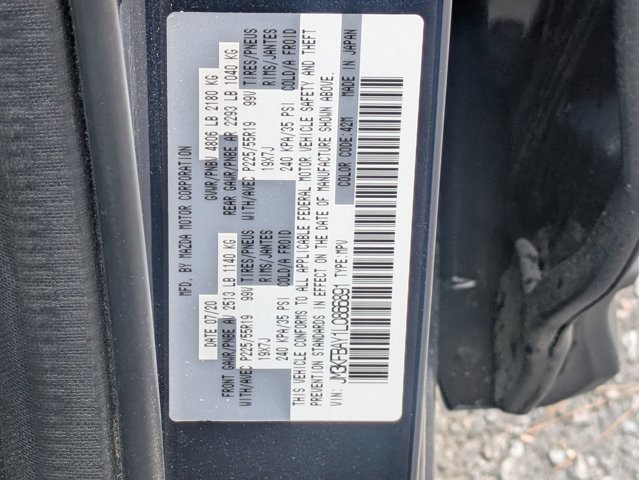 MFD. BY MAZDA MOTOR CORPORATION
DATE 07/20 GVWR/PNBV 4806 LB 2180 KG
FRONT GAWR/PNBE AV 2513 LB 1140 KG REAR GAWR/PNBE AR 2293 LB 1040 KG
WITH/AVEC P225/55R19 99V TIRES/PNEUS WITH/AVEC P225/55R19 99V TIRES/PNEUS
19X7J RIMS/JANTES 19X7J RIMS/JANTES
240 KPA/35 PSI COLD/A FROID 240 KPA/35 PSI COLD/A FROID
THIS VEHICLE CONFORMS TO ALL APPLICABLE FEDERAL MOTOR VEHICLE SAFETY AND THEFT
PREVENTION STANDARDS IN EFFECT ON THE DATE OF MANUFACTURE SHOWN ABOVE.
VIN: JM3KFBAY1L0866891 TYPE: MPV COLOR CODE: 42M MADE IN JAPAN